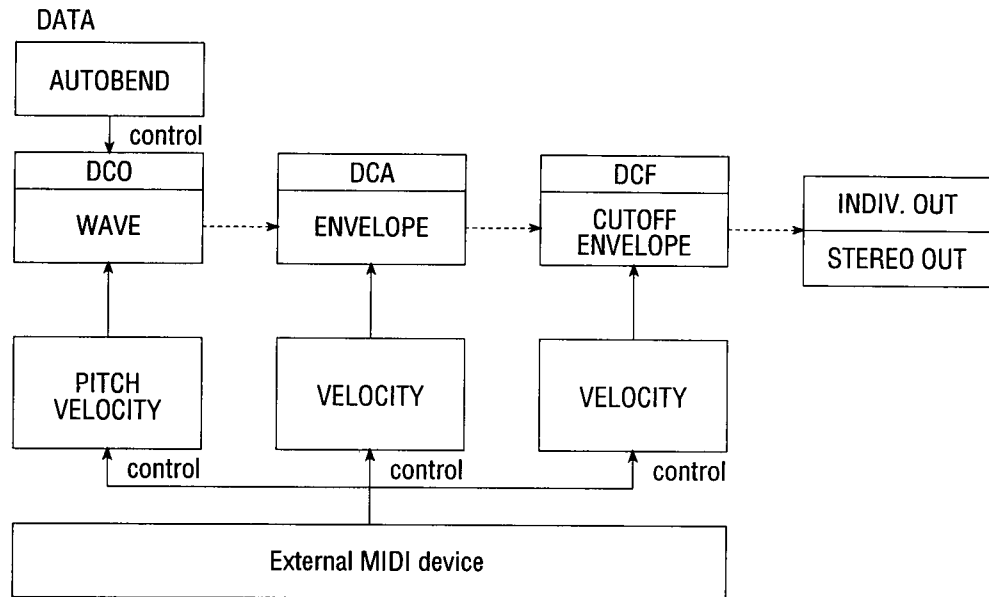 DATA
AUTOBEND
control
DCO
WAVE
DCA
ENVELOPE
DCF
CUTOFF
ENVELOPE
INDIV. OUT
STEREO OUT
PITCH
VELOCITY
VELOCITY
VELOCITY
control
control
control
External MIDI device